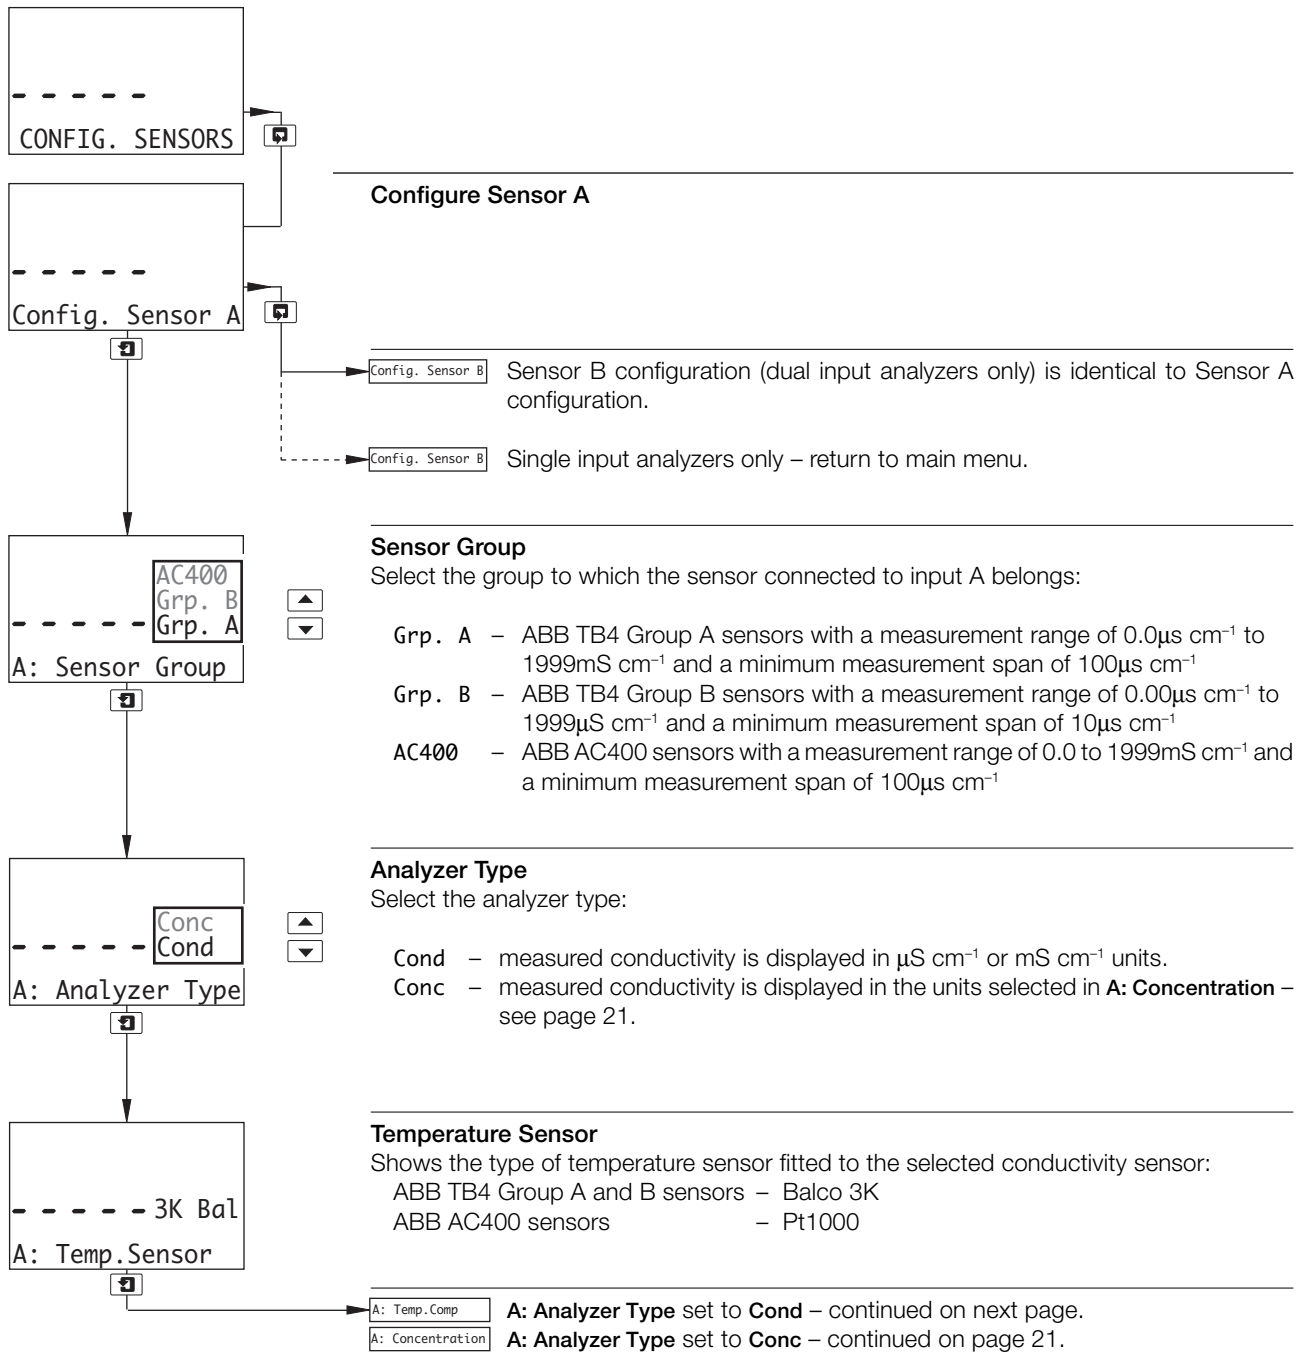 CONFIG. SENSORS
Configure Sensor A
Config. Sensor A
Config. Sensor B Sensor B configuration (dual input analyzers only) is identical to Sensor A
configuration.
Config. Sensor B Single input analyzers only – return to main menu.
Sensor Group
Select the group to which the sensor connected to input A belongs:
AC400
Grp. B
Grp. A
A: Sensor Group
Grp. A – ABB TB4 Group A sensors with a measurement range of 0.0μs cm⁻¹ to
1999mS cm⁻¹ and a minimum measurement span of 100μs cm⁻¹
Grp. B – ABB TB4 Group B sensors with a measurement range of 0.00μs cm⁻¹ to
1999μS cm⁻¹ and a minimum measurement span of 10μs cm⁻¹
AC400 – ABB AC400 sensors with a measurement range of 0.0 to 1999mS cm⁻¹ and
a minimum measurement span of 100μs cm⁻¹
Analyzer Type
Select the analyzer type:
Conc
Cond
A: Analyzer Type
Cond – measured conductivity is displayed in μS cm⁻¹ or mS cm⁻¹ units.
Conc – measured conductivity is displayed in the units selected in A: Concentration –
see page 21.
Temperature Sensor
Shows the type of temperature sensor fitted to the selected conductivity sensor:
ABB TB4 Group A and B sensors – Balco 3K
ABB AC400 sensors – Pt1000
3K Bal
A: Temp.Sensor
A: Temp.Comp A: Analyzer Type set to Cond – continued on next page.
A: Concentration A: Analyzer Type set to Conc – continued on page 21.